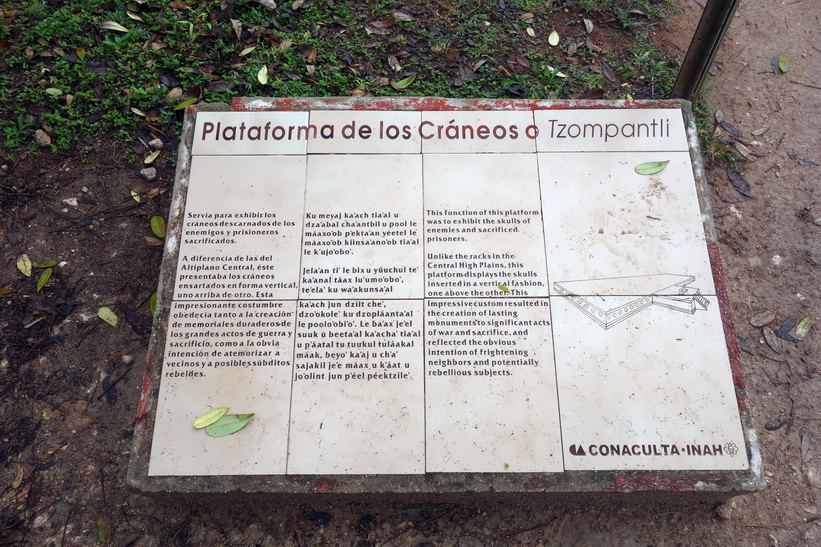 Plataforma de los Cráneos o Tzompantli
Servía para exhibir los
cráneos descarnados de los
enemigos y prisioneros
sacrificados.
A diferencia de las del
Altiplano Central, éste
presentaba los cráneos
ensartados en forma vertical,
uno arriba de otro. Esta
impresionante costumbre
obedecía tanto a la creación
de memoriales duraderos de
los grandes actos de guerra y
sacrificio, como a la obvia
intención de atemorizar a
vecinos y a posibles súbditos
rebeldes.
Ku meyaj ka'ach tia'al u
dza'abal cha'antbil u pool le
máaxo'ob p'ekta'an yéetel le
máaxo'ob kiinsa'ano'ob tia'al
le k'ujo'obo'.
Jela'an ti' le bix u yúuchul te'
ka'anal táax lu'umo'obo',
te'ela' ku wa'akunsa'al
ka'ach jun dzíit che',
dzo'okole' ku dzopláanta'al
le poolo'obi'o'. Le ba'ax je'el
suuk ú beeta'al ka'acha' tia'al
u p'áatal tu tuukul túláakal
máak, beyo' ka'aj u ch'a'
sajakil je'e máax u k'áat u
jo'olint jun p'éel péektzile'.
This function of this platform
was to exhibit the skulls of
enemies and sacrificed
prisoners.
Unlike the racks in the
Central High Plains, this
platform displays the skulls
inserted in a vertical fashion,
one above the other. This
impressive custom resulted in
the creation of lasting
monuments to significant acts
of war and sacrifice, and
reflected the obvious
intention of frightening
neighbors and potentially
rebellious subjects.
CONACULTA·INAH